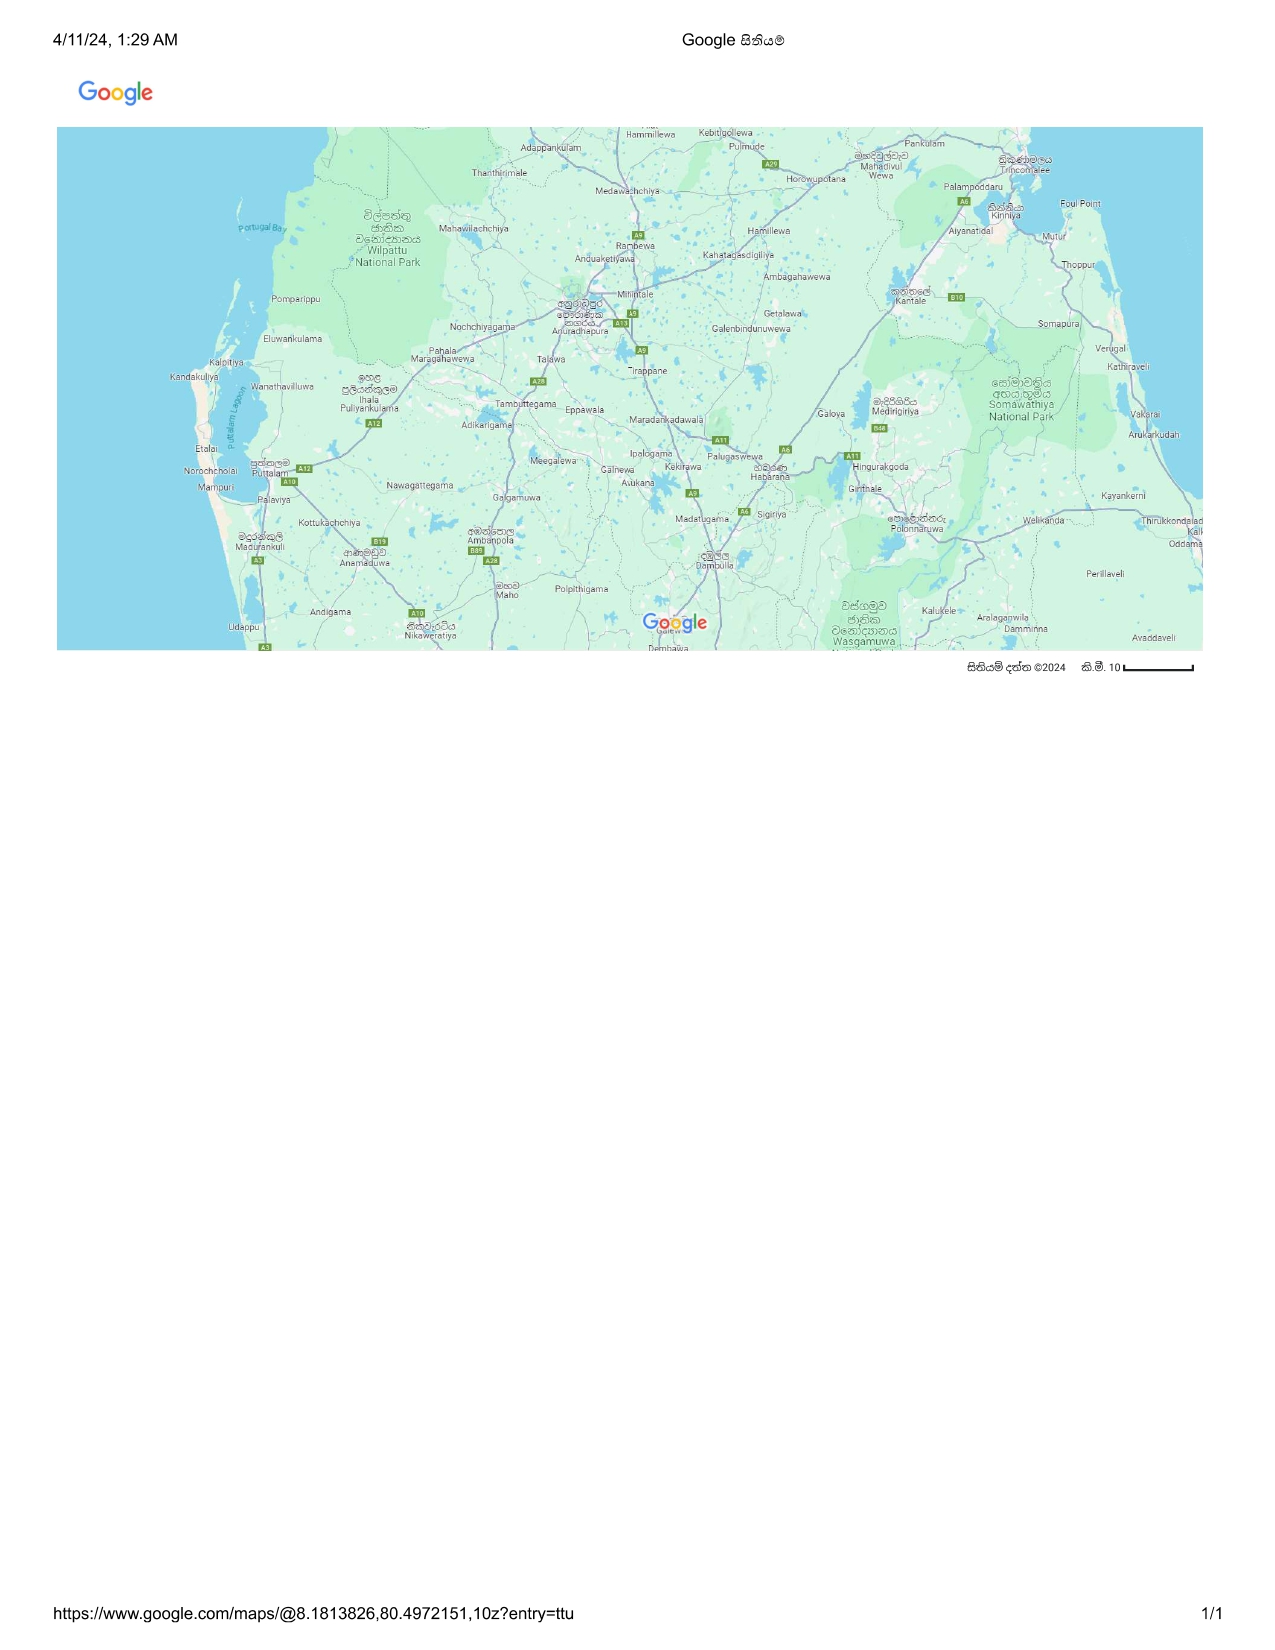 4/11/24, 1:29 AM
Google සිතියම්
Google
Hammillewa
Kebitigollewa
Pulmude
Adappankulam
Pankulam
A29
මහදිවුල්වැව
Mahadivul
Wewa
ත්‍රිකුණාමලය
Trincomalee
Thanthirimale
Horowupotana
Medawachchiya
Palampoddaru
A6
කින්නියා
Kinniya
Foul Point
විල්පත්තු
ජාතික
වනෝද්‍යානය
Wilpattu
National Park
Portugal Bay
Mahawilachchiya
A9
Rambewa
Hamillewa
Aiyanatidal
Mutur
Anduaketiyawa
Kahatagasdigiliya
Thoppur
Ambagahawewa
Pomparippu
Mihintale
කන්තලේ
Kantale
B10
අනුරාධපුර
පෞරාණික
නගරය
Anuradhapura
A9
A13
Getalawa
Galenbindunuwewa
Somapura
Nochchiyagama
Eluwankulama
Verugal
Pahala
Maragahawewa
A9
Talawa
Kalpitiya
Kathiraveli
Tirappane
Kandakuliya
Wanathavilluwa
ඉහළ
පුලියන්කුලම
Ihala
Puliyankulama
A28
සෝමාවතිය
අභය භූමිය
Somawathiya
National Park
Puttalam Lagoon
Tambuttegama
Eppawala
මැදිරිගිරිය
Medirigiriya
Galoya
Vakarai
A12
Adikarigama
Maradankadawala
B48
Arukarkudah
Etalai
A11
A6
Ipalogama
Palugaswewa
A11
Norochcholai
පුත්තලම
Puttalam
A12
Meegalewa
Galnewa
Kekirawa
හබරණ
Habarana
Hingurakgoda
A10
Mampuri
Nawagattegama
Avukana
Girithale
Palaviya
Galgamuwa
A9
Kayankerni
Kottukachchiya
A6
Madatugama
Sigiriya
පොළොන්නරුව
Polonnaruwa
Welikanda
Thirukkondaiad
මදුරන්කුලි
Madurankuli
B19
අඹන්පොල
Ambanpola
Kalk
Oddama
A3
ආණමඩුව
Anamaduwa
B85
A28
දඹුල්ල
Dambulla
Perillaveli
මහව
Maho
Polpithigama
Andigama
A10
වස්ගමුව
ජාතික
වනෝද්‍යානය
Wasgamuwa
Kalukele
Aralaganwila
Damminna
Udappu
නිකවැරටිය
Nikaweratiya
Google
Avaddaveli
A3
Dembawa
සිතියම් දත්ත ©2024 කි.මී. 10
https://www.google.com/maps/@8.1813826,80.4972151,10z?entry=ttu
1/1